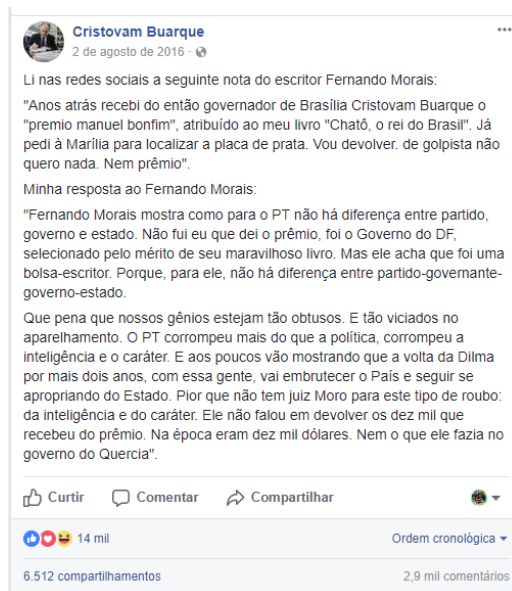 Cristovam Buarque
2 de agosto de 2016 ·
Li nas redes sociais a seguinte nota do escritor Fernando Morais:
"Anos atrás recebi do então governador de Brasília Cristovam Buarque o
"premio manuel bonfim", atribuído ao meu livro "Chatô, o rei do Brasil". Já
pedi à Marília para localizar a placa de prata. Vou devolver. de golpista não
quero nada. Nem prêmio".
Minha resposta ao Fernando Morais:
"Fernando Morais mostra como para o PT não há diferença entre partido,
governo e estado. Não fui eu que dei o prêmio, foi o Governo do DF,
selecionado pelo mérito de seu maravilhoso livro. Mas ele acha que foi uma
bolsa-escritor. Porque, para ele, não há diferença entre partido-governante-
governo-estado.
Que pena que nossos gênios estejam tão obtusos. E tão viciados no
aparelhamento. O PT corrompeu mais do que a política, corrompeu a
inteligência e o caráter. E aos poucos vão mostrando que a volta da Dilma
por mais dois anos, com essa gente, vai embrutecer o País e seguir se
apropriando do Estado. Pior que não tem juiz Moro para este tipo de roubo:
da inteligência e do caráter. Ele não falou em devolver os dez mil que
recebeu do prêmio. Na época eram dez mil dólares. Nem o que ele fazia no
governo do Quercia".
Curtir Comentar Compartilhar
14 mil Ordem cronológica
6.512 compartilhamentos 2,9 mil comentários